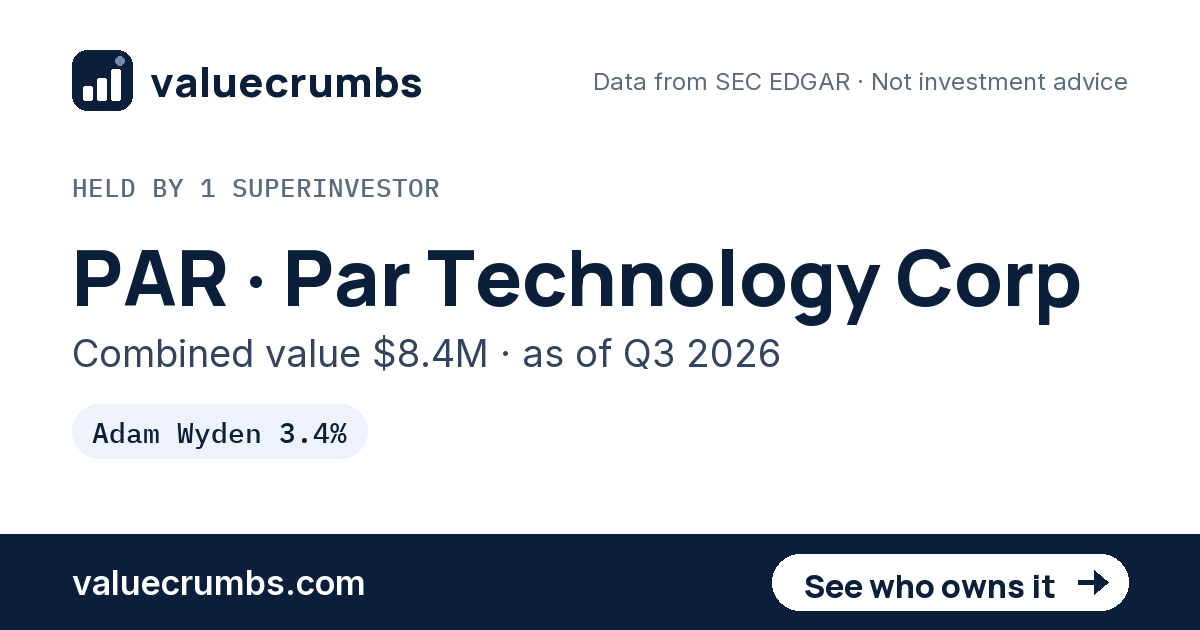 valuecrumbs
Data from SEC EDGAR · Not investment advice
HELD BY 1 SUPERINVESTOR
PAR · Par Technology Corp
Combined value $8.4M · as of Q3 2026
Adam Wyden 3.4%
valuecrumbs.com
See who owns it →